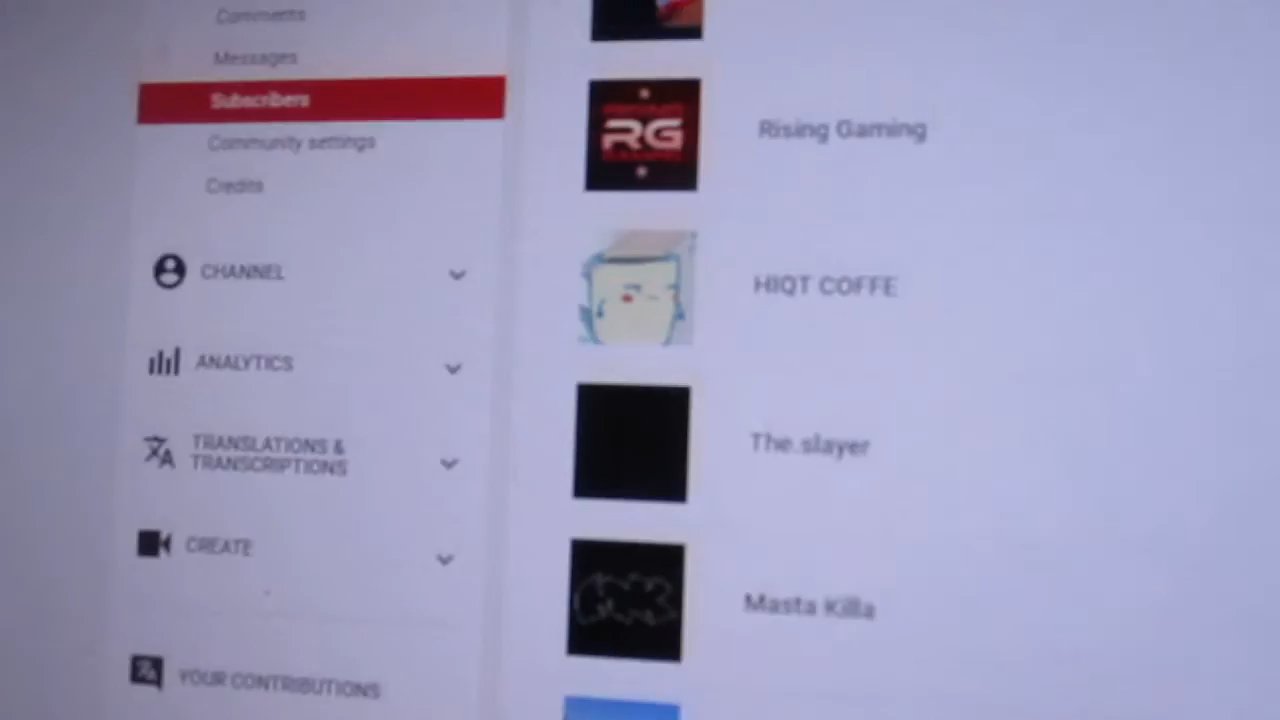 Comments
Messages
Subscribers
Community settings
Credits
CHANNEL
ANALYTICS
TRANSLATIONS &
TRANSCRIPTIONS
CREATE
YOUR CONTRIBUTIONS
RG
Rising Gaming
HIQT COFFE
The.slayer
Masta Killa